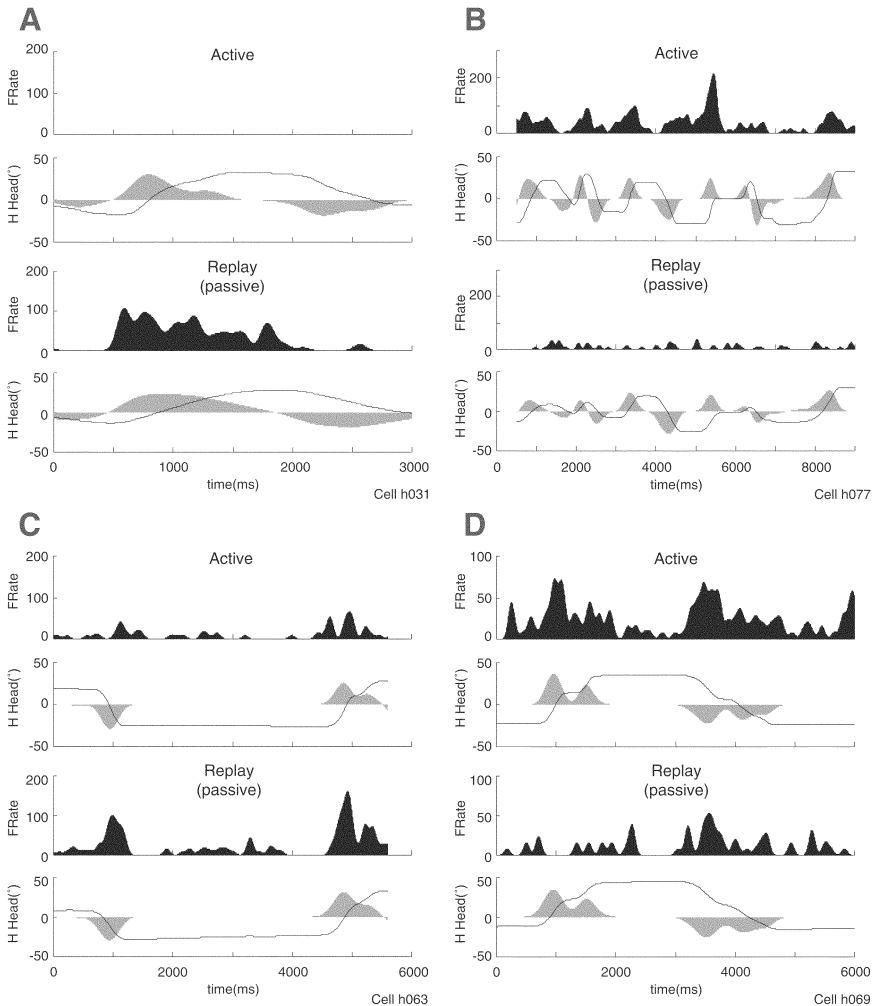 A
Active
200
100
0
FRate
50
0
-50
H Head(°)
Replay
(passive)
200
100
0
FRate
50
0
-50
H Head(°)
0 1000 2000 3000
time(ms)
Cell h031
B
Active
200
0
FRate
50
0
-50
H Head(°)
Replay
(passive)
200
0
FRate
50
0
-50
H Head(°)
0 2000 4000 6000 8000
time(ms)
Cell h077
C
Active
200
100
0
FRate
50
0
-50
H Head(°)
Replay
(passive)
200
100
0
FRate
50
0
-50
H Head(°)
0 2000 4000 6000
time(ms)
Cell h063
D
Active
100
50
0
FRate
50
0
-50
H Head(°)
Replay
(passive)
100
50
0
FRate
50
0
-50
H Head(°)
0 2000 4000 6000
time(ms)
Cell h069